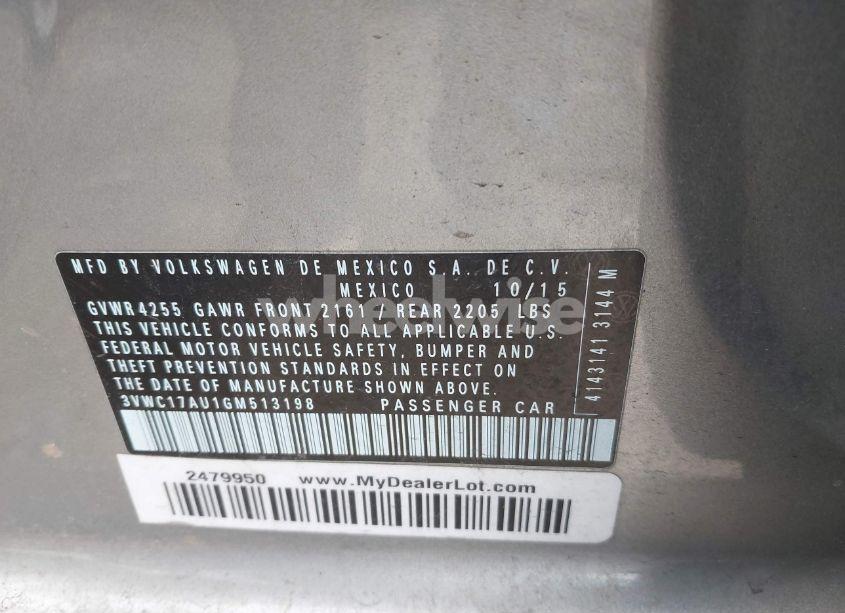 MFD BY VOLKSWAGEN DE MEXICO S.A. DE C.V.
MEXICO 10/15
GVWR 4255 GAWR FRONT 2161 / REAR 2205 LBS
THIS VEHICLE CONFORMS TO ALL APPLICABLE U.S.
FEDERAL MOTOR VEHICLE SAFETY, BUMPER AND
THEFT PREVENTION STANDARDS IN EFFECT ON
THE DATE OF MANUFACTURE SHOWN ABOVE.
3VWC17AU1GM513198 PASSENGER CAR
4143141 3144 M
2479950 www.MyDealerLot.com
wheelwise